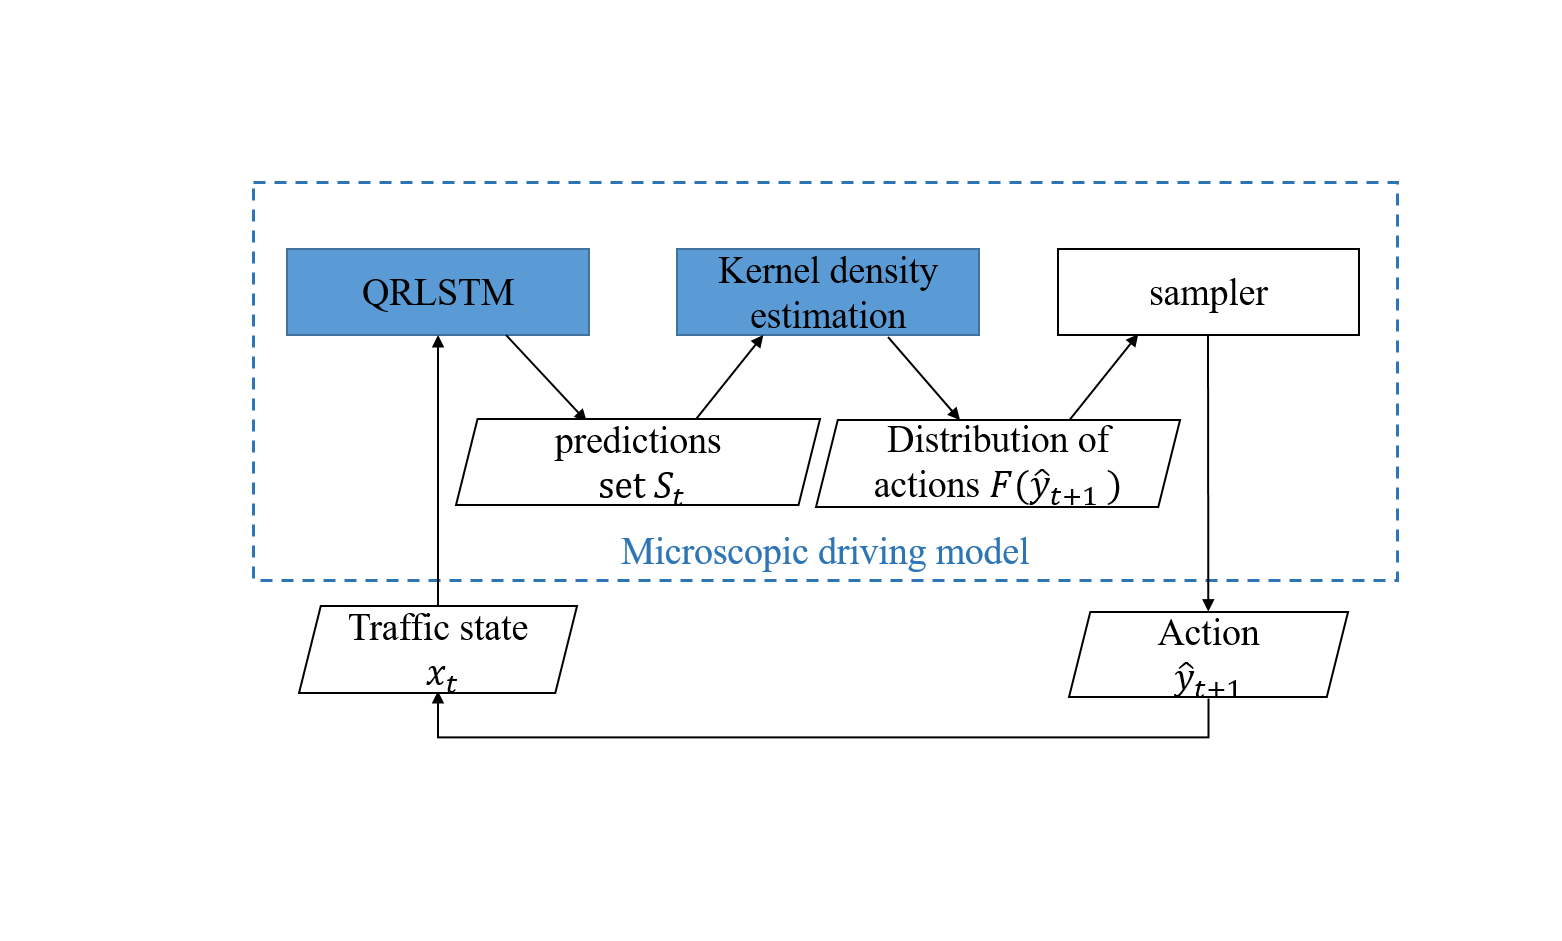 QRLSTM
Kernel density
estimation
sampler
predictions
set $S_t$
Distribution of
actions $F(\hat{y}_{t+1})$
Microscopic driving model
Traffic state
$x_t$
Action
$\hat{y}_{t+1}$